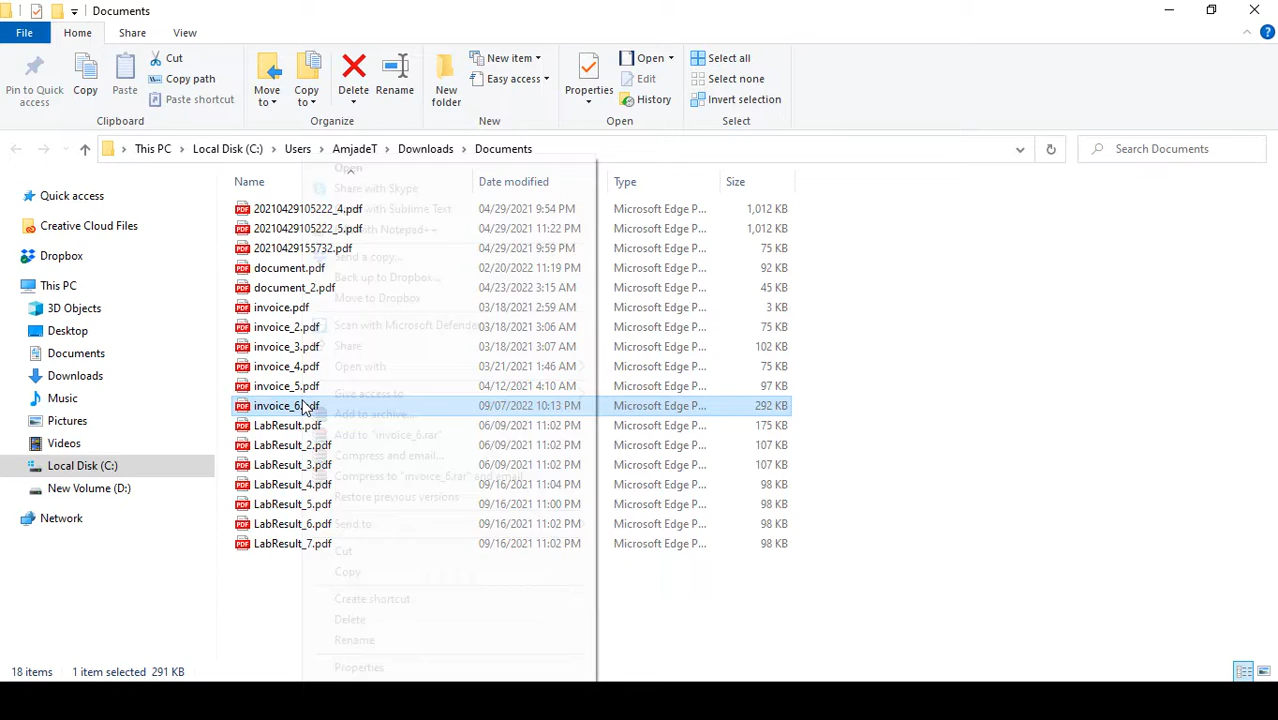 Documents
File Home Share View
Pin to Quick access
Copy
Paste
Cut
Copy path
Paste shortcut
Clipboard
Move to
Copy to
Delete
Rename
Organize
New folder
New item
Easy access
New
Properties
Open
Edit
History
Open
Select all
Select none
Invert selection
Select
This PC > Local Disk (C:) > Users > AmjadeT > Downloads > Documents
Search Documents
Quick access
Creative Cloud Files
Dropbox
This PC
3D Objects
Desktop
Documents
Downloads
Music
Pictures
Videos
Local Disk (C:)
New Volume (D:)
Network
Name Date modified Type Size
20210429105222_4.pdf 04/29/2021 9:54 PM Microsoft Edge P... 1,012 KB
20210429105222_5.pdf 04/29/2021 11:22 PM Microsoft Edge P... 1,012 KB
20210429155732.pdf 04/29/2021 9:59 PM Microsoft Edge P... 75 KB
document.pdf 02/20/2022 11:19 PM Microsoft Edge P... 92 KB
document_2.pdf 04/23/2022 3:15 AM Microsoft Edge P... 45 KB
invoice.pdf 03/18/2021 2:59 AM Microsoft Edge P... 3 KB
invoice_2.pdf 03/18/2021 3:06 AM Microsoft Edge P... 75 KB
invoice_3.pdf 03/18/2021 3:07 AM Microsoft Edge P... 102 KB
invoice_4.pdf 03/21/2021 1:46 AM Microsoft Edge P... 75 KB
invoice_5.pdf 04/12/2021 4:10 AM Microsoft Edge P... 97 KB
invoice_6.pdf 09/07/2022 10:13 PM Microsoft Edge P... 292 KB
LabResult.pdf 06/09/2021 11:02 PM Microsoft Edge P... 175 KB
LabResult_2.pdf 06/09/2021 11:02 PM Microsoft Edge P... 107 KB
LabResult_3.pdf 06/09/2021 11:02 PM Microsoft Edge P... 107 KB
LabResult_4.pdf 09/16/2021 11:04 PM Microsoft Edge P... 98 KB
LabResult_5.pdf 09/16/2021 11:00 PM Microsoft Edge P... 98 KB
LabResult_6.pdf 09/16/2021 11:02 PM Microsoft Edge P... 98 KB
LabResult_7.pdf 09/16/2021 11:02 PM Microsoft Edge P... 98 KB
Open
Share with Skype
with Sublime Text
with Notepad++
Send a copy...
Back up to Dropbox...
Move to Dropbox
Scan with Microsoft Defender
Share
Open with
Give access to
Add to archive...
Add to "invoice_6.rar"
Compress and email...
Compress to "invoice_6.rar" and email
Restore previous versions
Send to
Cut
Copy
Create shortcut
Delete
Rename
Properties
18 items 1 item selected 291 KB